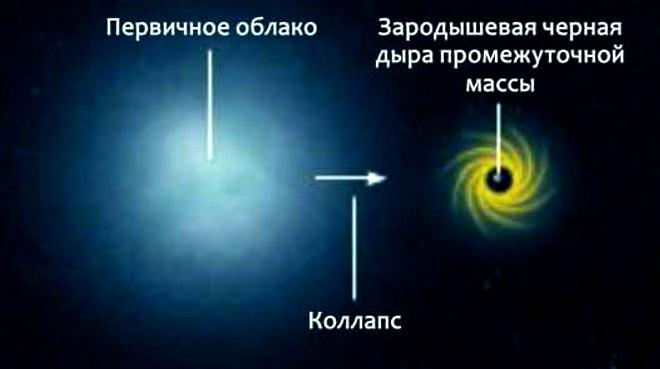 Первичное облако
Зародышевая черная
дыра промежуточной
массы
Коллапс